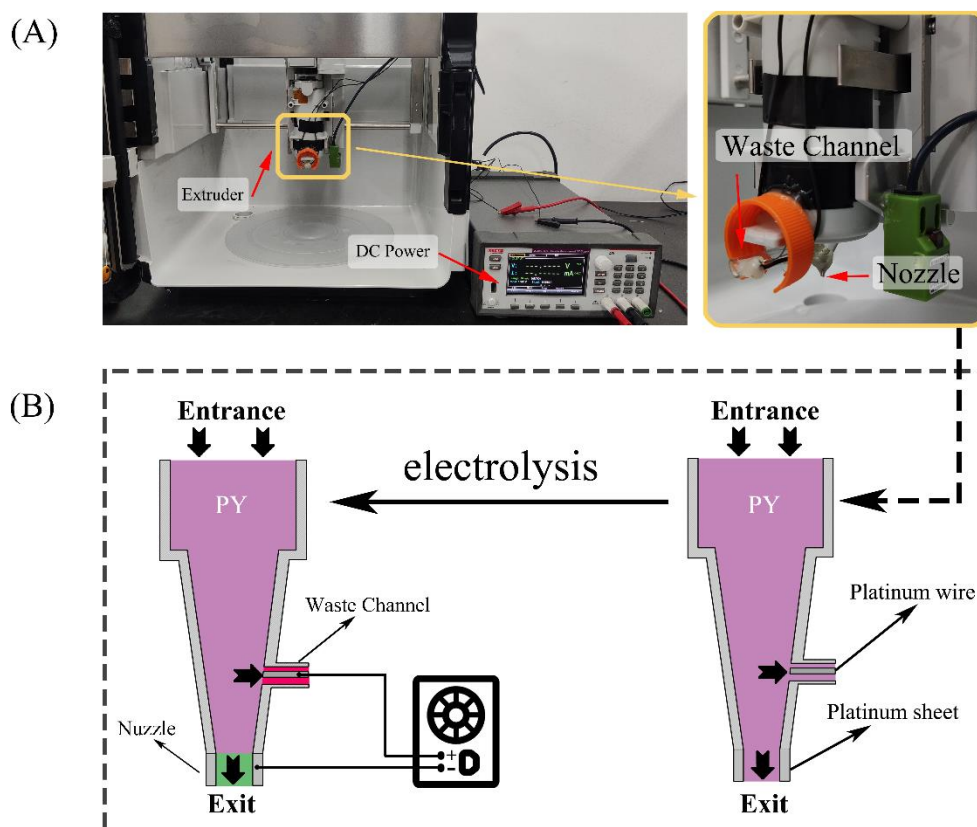 (A)
Extruder
DC Power
Waste Channel
Nozzle
(B)
Entrance
PY
electrolysis
Entrance
PY
Waste Channel
Platinum wire
Nuzzle
Platinum sheet
+
-
Exit
Exit